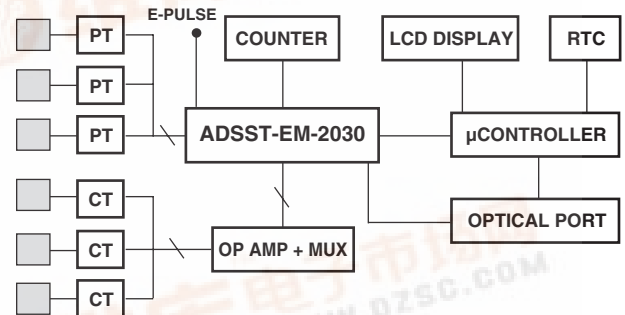 E-PULSE
PT
COUNTER
LCD DISPLAY
RTC
PT
PT
ADSST-EM-2030
µCONTROLLER
CT
OPTICAL PORT
CT
OP AMP + MUX
CT